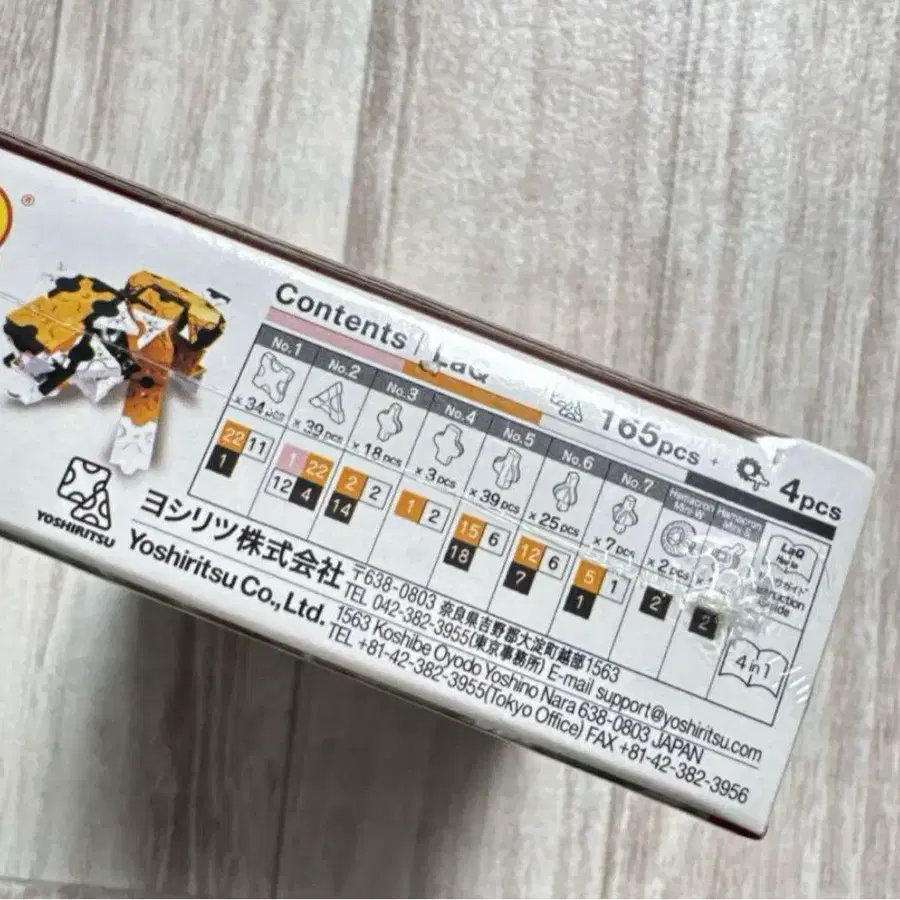 ®
Contents / LaQ 165pcs + 4pcs
No.1 No.2 No.3 No.4 No.5 No.6 No.7 Hamacron Mini-W Hamacron Mini-S
x 34pcs x 39pcs x 18pcs x 3pcs x 39pcs x 25pcs x 7pcs x 2pcs
22 11 1
1 22 12 4
2 2 14
1 2
15 6 18
12 6 7
5 1 1
2
2
LaQ
4 in 1
YOSHIRITSU
ヨシリツ株式会社
Yoshiritsu Co.,Ltd.
〒638-0803 奈良県吉野郡大淀町越部1563
TEL 042-382-3955(東京事務所) E-mail support@yoshiritsu.com
1563 Koshibe Oyodo Yoshino Nara 638-0803 JAPAN
TEL +81-42-382-3955(Tokyo Office) FAX +81-42-382-3956